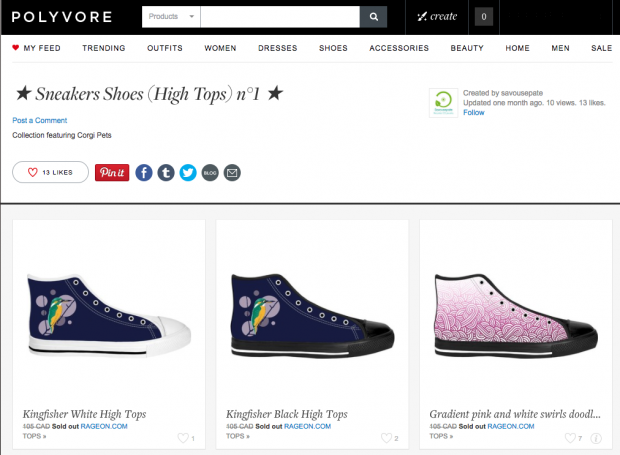 POLYVORE
Products
create
0
MY FEED TRENDING OUTFITS WOMEN DRESSES SHOES ACCESSORIES BEAUTY HOME MEN SALE
★ Sneakers Shoes (High Tops) n°1 ★
Created by savousepate
Updated one month ago. 10 views. 13 likes.
Follow
Post a Comment
Collection featuring Corgi Pets
13 LIKES
Pin it
f t BLOG
Kingfisher White High Tops
105 CAD Sold out RAGEON.COM
TOPS »
1
Kingfisher Black High Tops
105 CAD Sold out RAGEON.COM
TOPS »
2
Gradient pink and white swirls doodl...
105 CAD Sold out RAGEON.COM
TOPS »
7